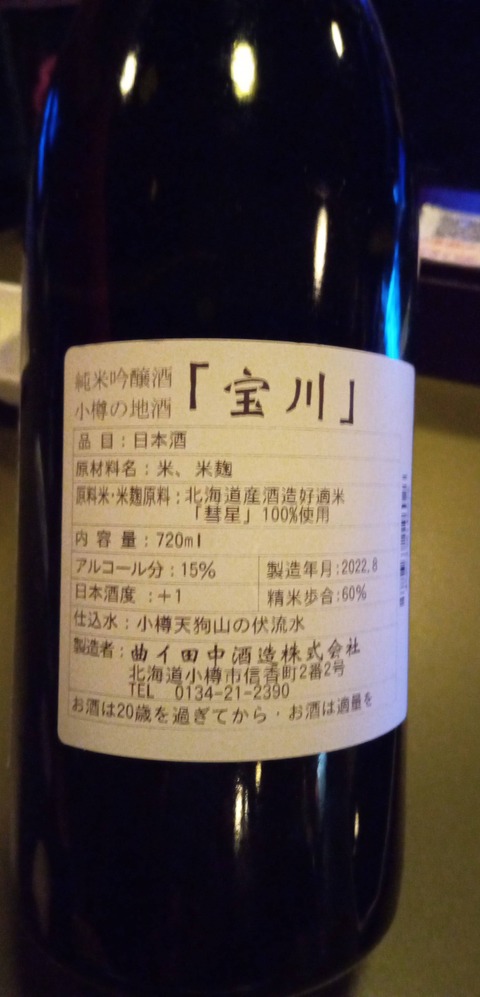 純米吟醸酒
小樽の地酒
「宝川」
品目：日本酒
原材料名：米、米麹
原料米・米麹原料：北海道産酒造好適米
「彗星」100%使用
内容量：720ml
アルコール分：15%
製造年月：2022.8
日本酒度：+1
精米歩合：60%
仕込水：小樽天狗山の伏流水
製造者：曲イ田中酒造株式会社
北海道小樽市信香町2番2号
TEL 0134-21-2390
お酒は20歳を過ぎてから・お酒は適量を